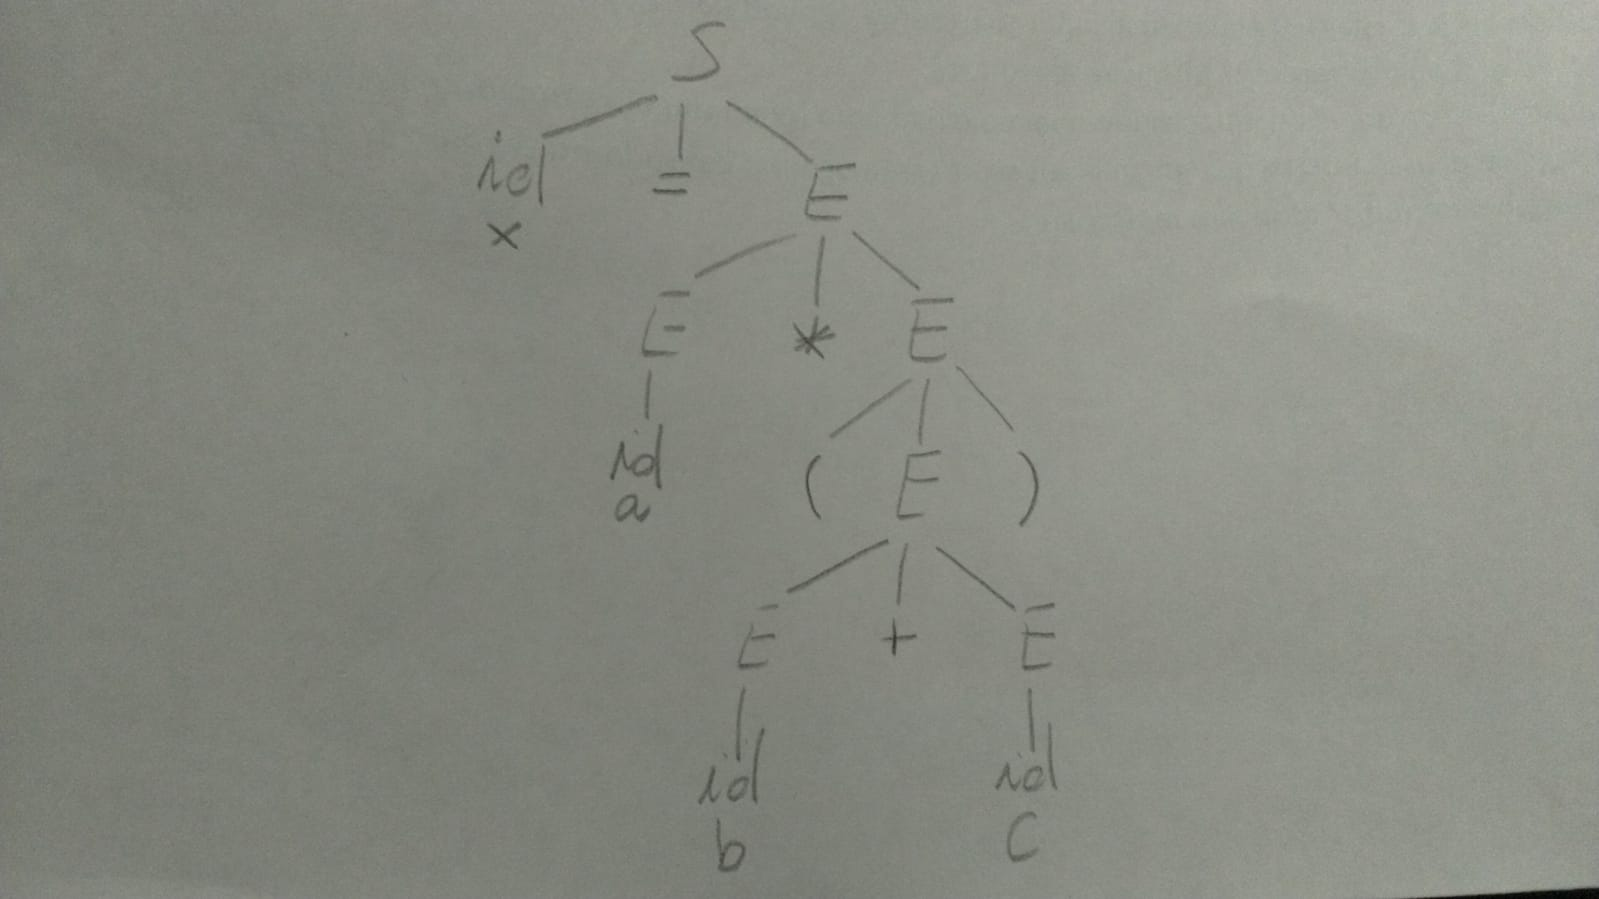 S
id = E
x
E * E
id ( E )
a
E + E
id id
b c